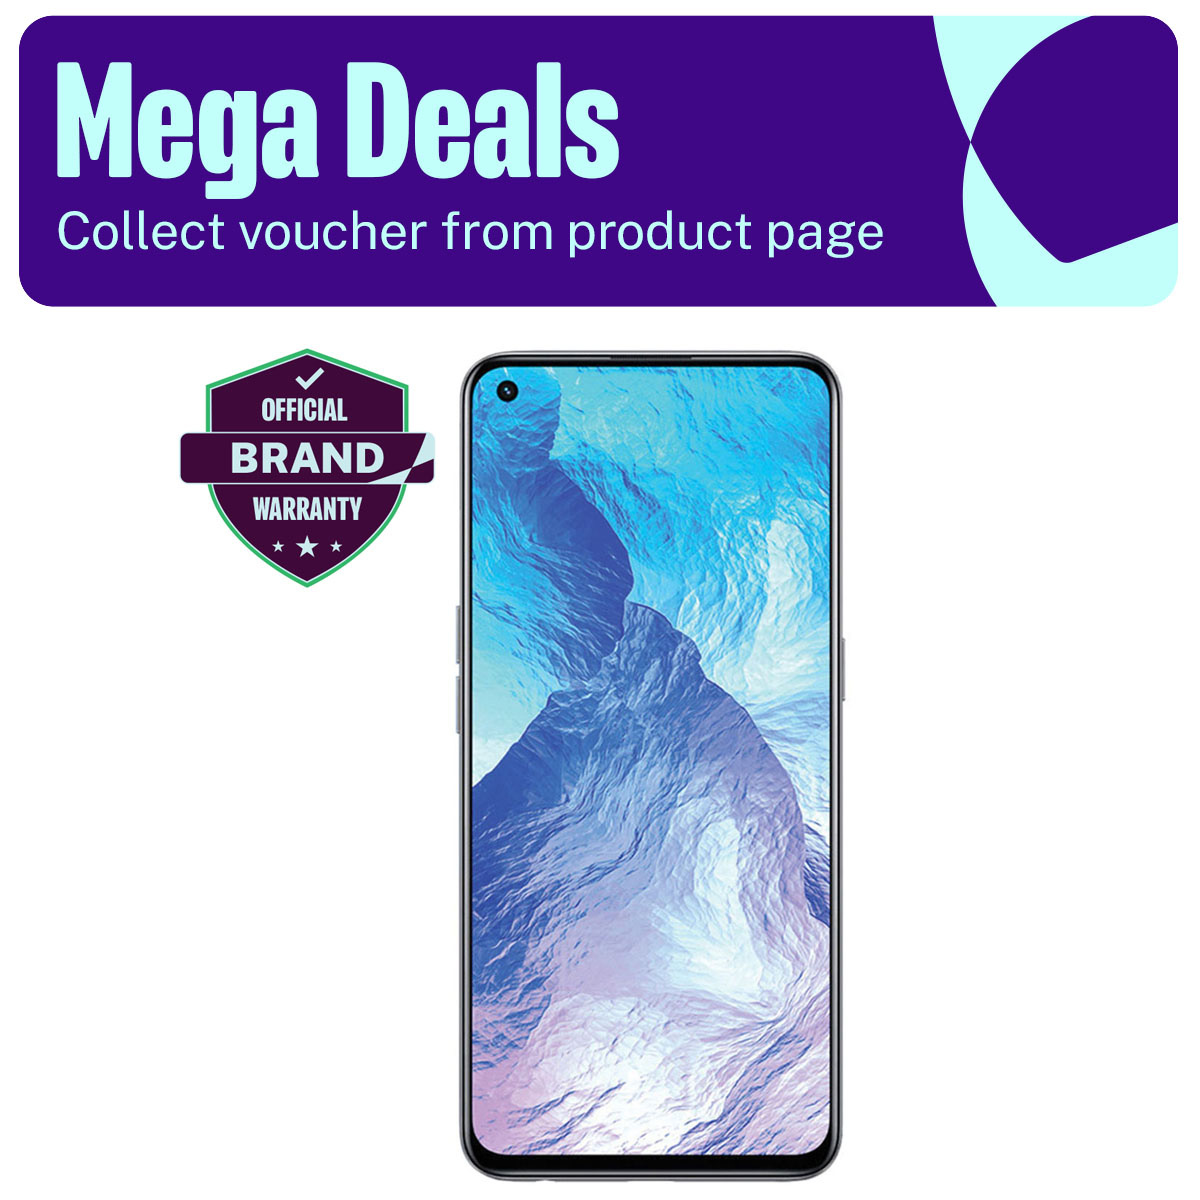 Mega Deals
Collect voucher from product page
OFFICIAL
BRAND
WARRANTY